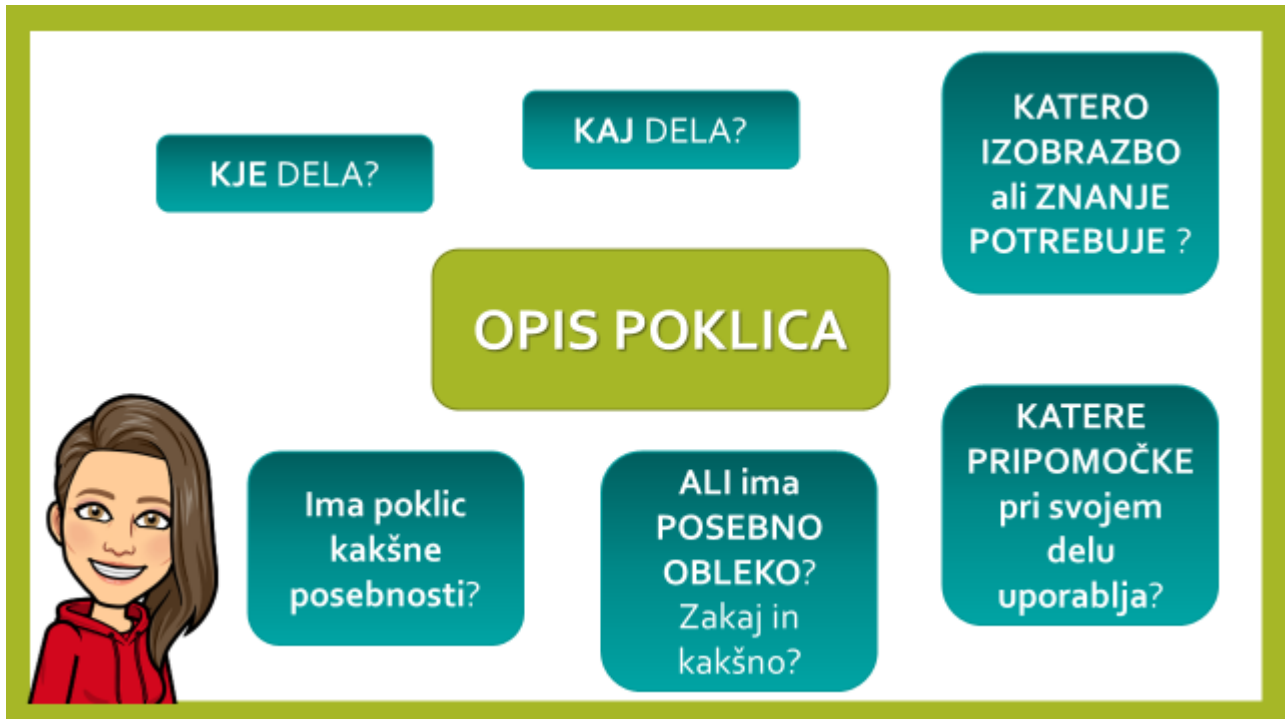 KJE DELA?
KAJ DELA?
KATERO
IZOBRAZBO
ali ZNANJE
POTREBUJE ?
OPIS POKLICA
Ima poklic
kakšne
posebnosti?
ALI ima
POSEBNO
OBLEKO?
Zakaj in
kakšno?
KATERE
PRIPOMOČKE
pri svojem
delu
uporablja?